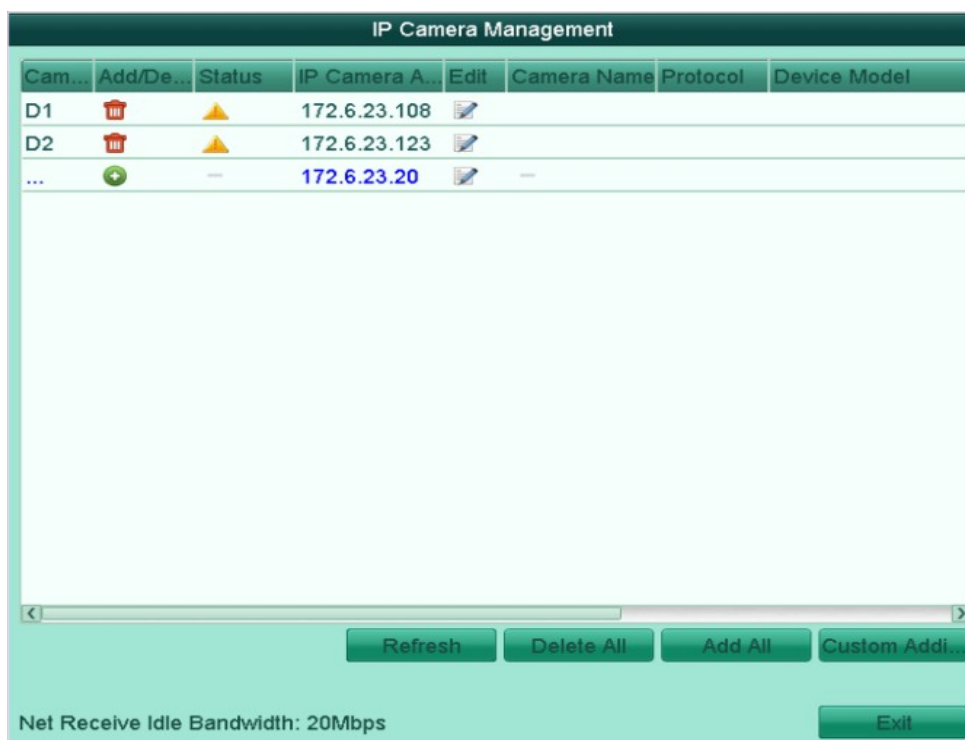 IP Camera Management
Cam... Add/De... Status IP Camera A... Edit Camera Name Protocol Device Model
D1 172.6.23.108
D2 172.6.23.123
... — 172.6.23.20 —
Refresh Delete All Add All Custom Addi...
Net Receive Idle Bandwidth: 20Mbps Exit